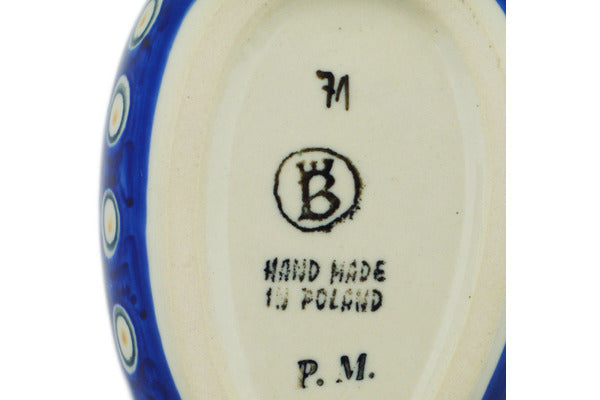 71
B
HAND MADE
IN POLAND
P. M.